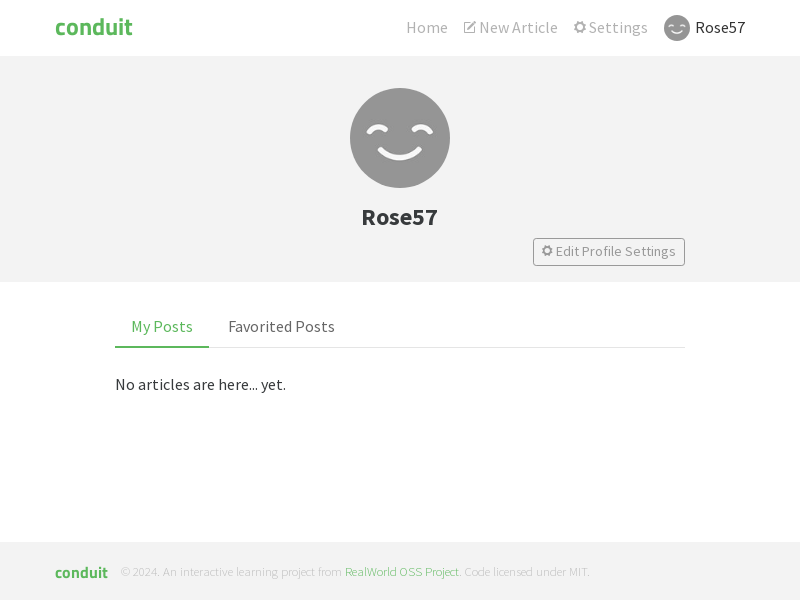 conduit
Home New Article Settings Rose57
Rose57
Edit Profile Settings
My Posts Favorited Posts
No articles are here... yet.
conduit © 2024. An interactive learning project from RealWorld OSS Project. Code licensed under MIT.